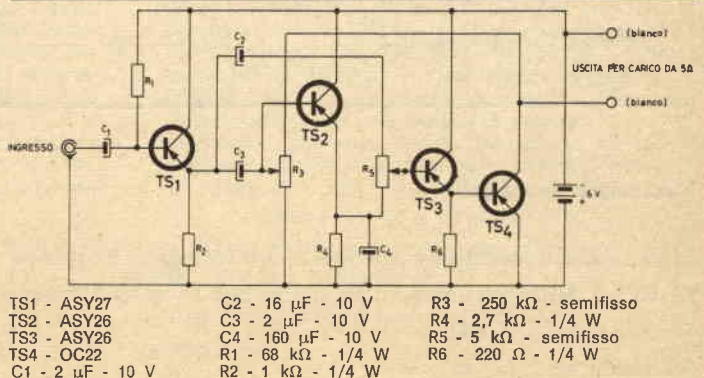 C2
(bianco)
R1
USCITA PER CARICO DA 5Ω
(bianco)
TS2
C1
INGRESSO
TS1
C3
R3
R5
TS3
TS4
- 6 V
+
R2
R4
C4
R6
TS1 - ASY27
TS2 - ASY26
TS3 - ASY26
TS4 - OC22
C1 - 2 µF - 10 V
C2 - 16 µF - 10 V
C3 - 2 µF - 10 V
C4 - 160 µF - 10 V
R1 - 68 kΩ - 1/4 W
R2 - 1 kΩ - 1/4 W
R3 - 250 kΩ - semifisso
R4 - 2,7 kΩ - 1/4 W
R5 - 5 kΩ - semifisso
R6 - 220 Ω - 1/4 W